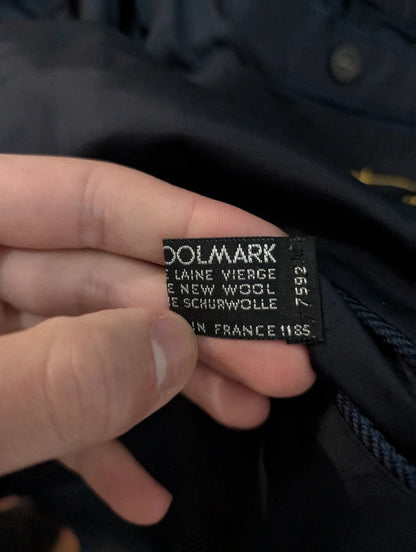 OOLMARK
E LAINE VIERGE
E NEW WOOL
E SCHURWOLLE
IN FRANCE 1185
7592